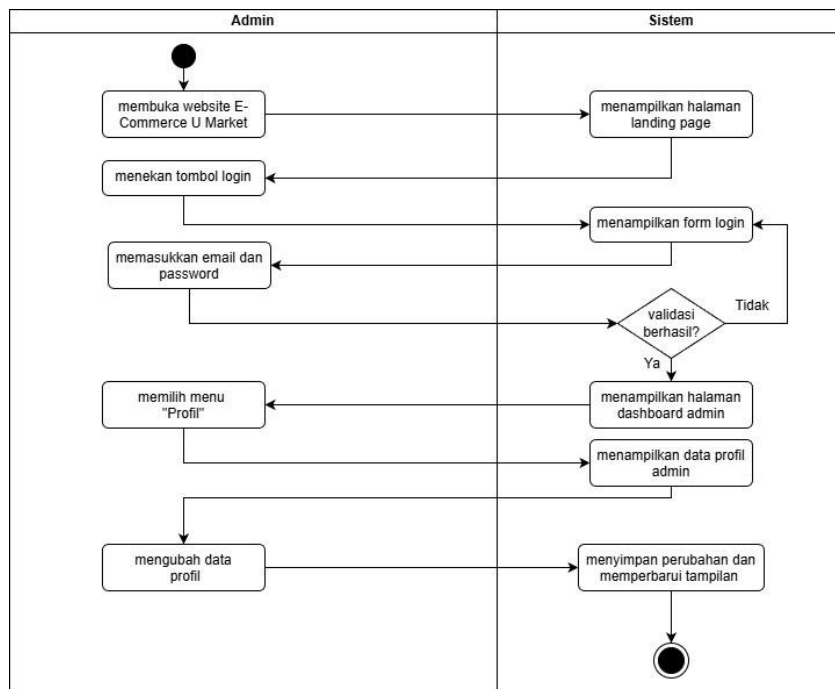 Admin
Sistem
membuka website E-
Commerce U Market
menampilkan halaman
landing page
menekan tombol login
menampilkan form login
memasukkan email dan
password
validasi
berhasil?
Tidak
Ya
menampilkan halaman
dashboard admin
memilih menu
"Profil"
menampilkan data profil
admin
mengubah data
profil
menyimpan perubahan dan
memperbarui tampilan